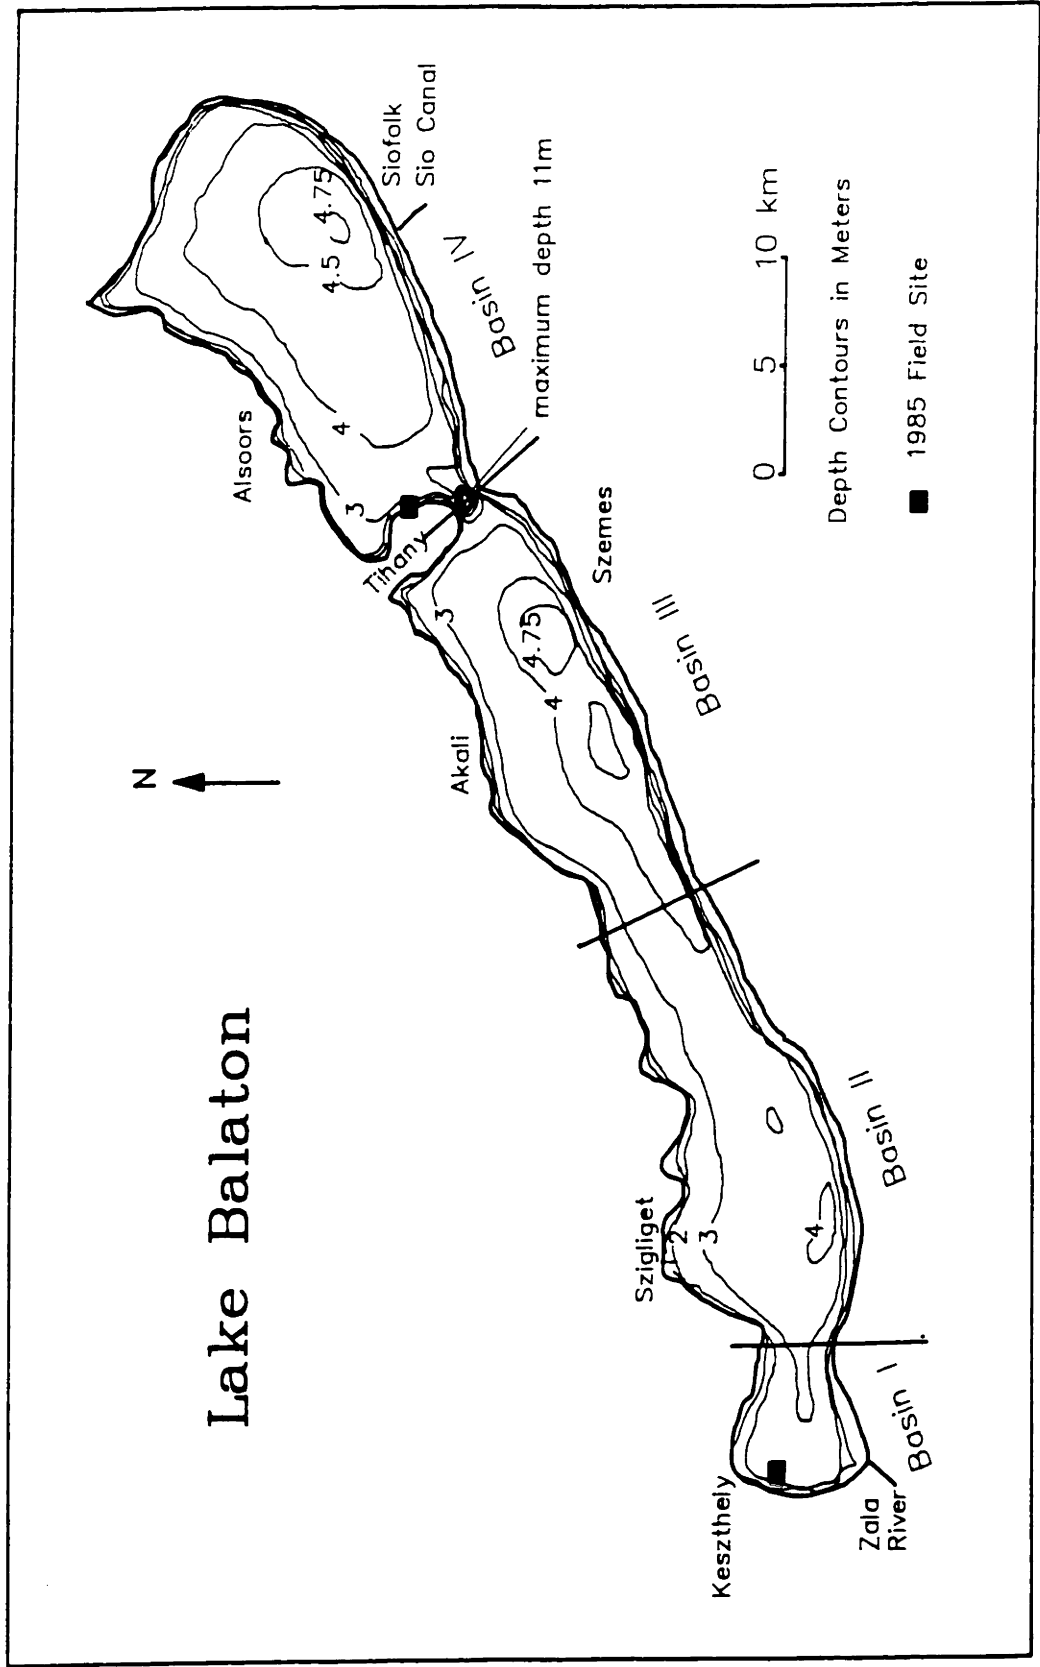 Lake Balaton
N
Siofolk
Sio Canal
4.75
4.5
Basin IV
maximum depth 11m
4
Alsoors
3
Tihany
3
4.75
4
Szemes
Basin III
Akali
0 5 10 km
Depth Contours in Meters
1985 Field Site
Szigliget
1
2
3
4
Basin II
Keszthely
Basin I
Zala
River